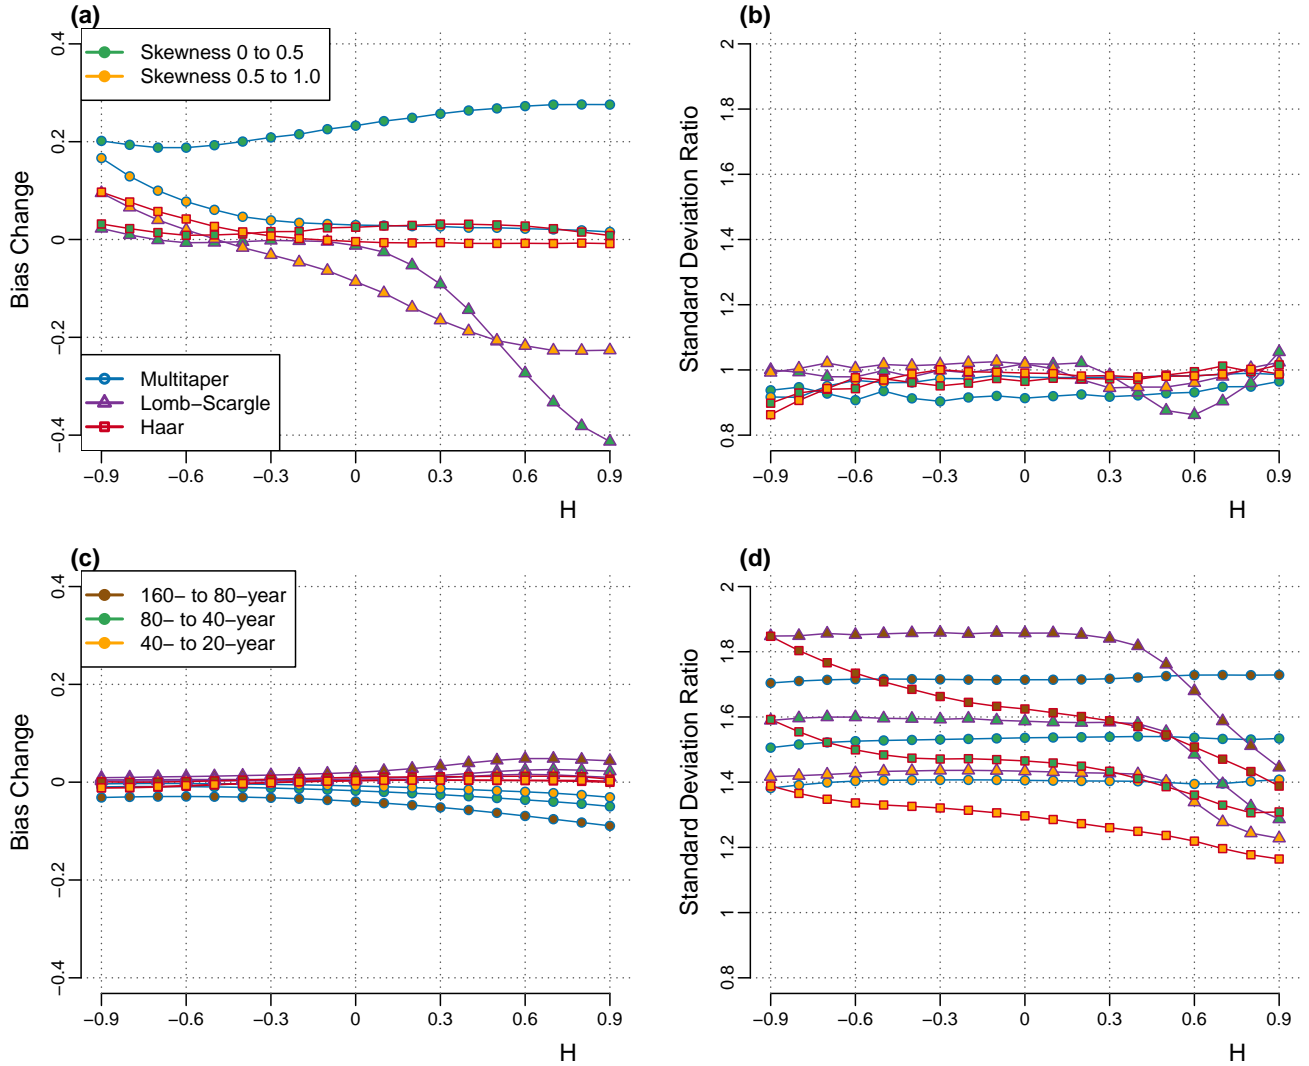 (a)
0.4
0.2
0
−0.2
−0.4
Bias Change
Skewness 0 to 0.5
Skewness 0.5 to 1.0
Multitaper
Lomb−Scargle
Haar
−0.9 −0.6 −0.3 0 0.3 0.6 0.9
H
(b)
2
1.8
1.6
1.4
1.2
1
0.8
Standard Deviation Ratio
−0.9 −0.6 −0.3 0 0.3 0.6 0.9
H
(c)
0.4
0.2
0
−0.2
−0.4
Bias Change
160− to 80−year
80− to 40−year
40− to 20−year
−0.9 −0.6 −0.3 0 0.3 0.6 0.9
H
(d)
2
1.8
1.6
1.4
1.2
1
0.8
Standard Deviation Ratio
−0.9 −0.6 −0.3 0 0.3 0.6 0.9
H